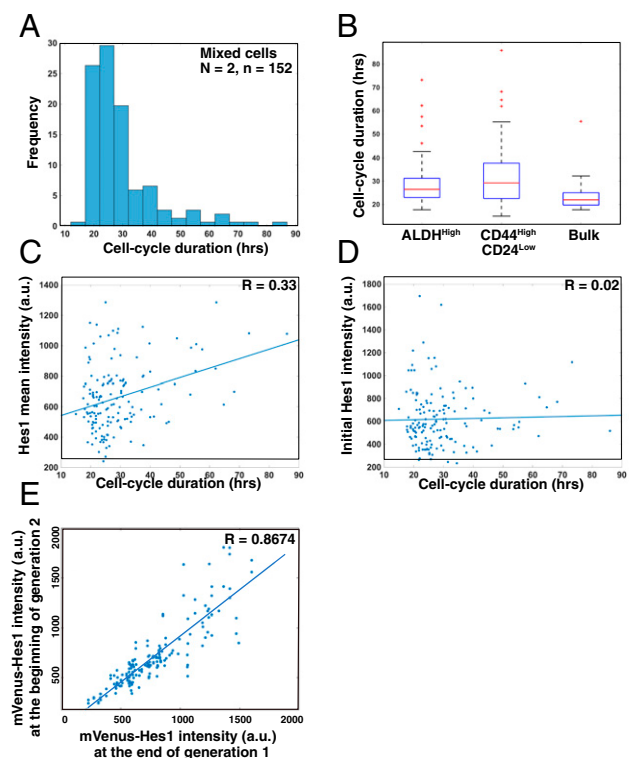 A
Mixed cells
N = 2, n = 152
Frequency
30
25
20
15
10
5
0
10 20 30 40 50 60 70 80 90
Cell-cycle duration (hrs)
B
Cell-cycle duration (hrs)
80
70
60
50
40
30
20
ALDHHigh CD44High Bulk
CD24Low
C
R = 0.33
Hes1 mean intensity (a.u.)
1400
1200
1000
800
600
400
200
10 20 30 40 50 60 70 80 90
Cell-cycle duration (hrs)
D
R = 0.02
Initial Hes1 intensity (a.u.)
1800
1600
1400
1200
1000
800
600
400
200
10 20 30 40 50 60 70 80 90
Cell-cycle duration (hrs)
E
R = 0.8674
mVenus-Hes1 intensity (a.u.)
at the beginning of generation 2
2000
1500
1000
500
0 500 1000 1500 2000
mVenus-Hes1 intensity (a.u.)
at the end of generation 1